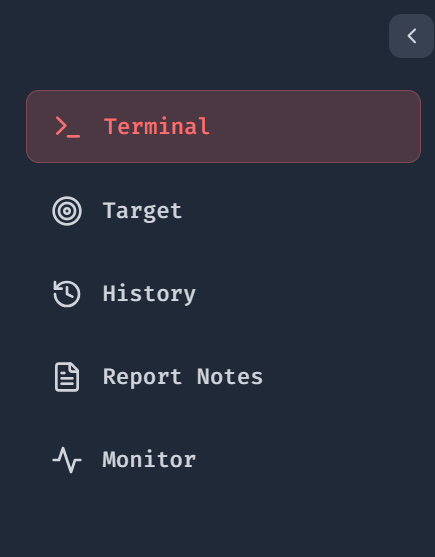 Terminal
Target
History
Report Notes
Monitor